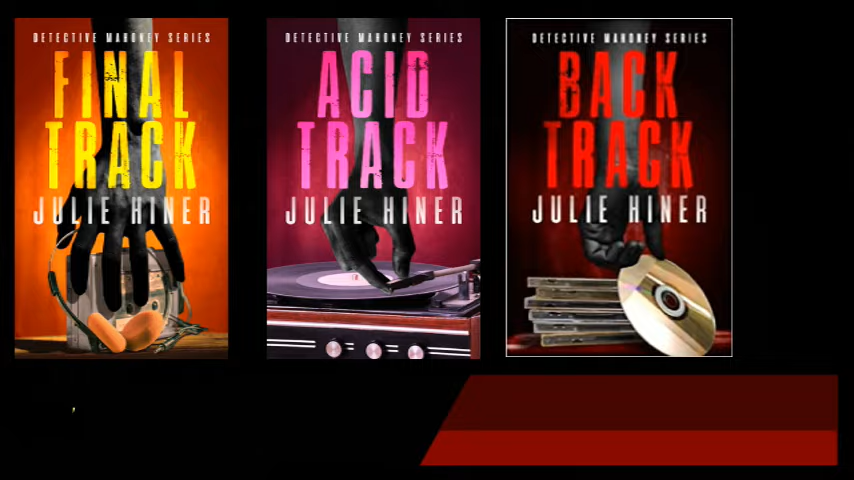 DETECTIVE MAHONEY SERIES
FINAL
TRACK
JULIE HINER
DETECTIVE MAHONEY SERIES
ACID
TRACK
JULIE HINER
DETECTIVE MAHONEY SERIES
BACK
TRACK
JULIE HINER